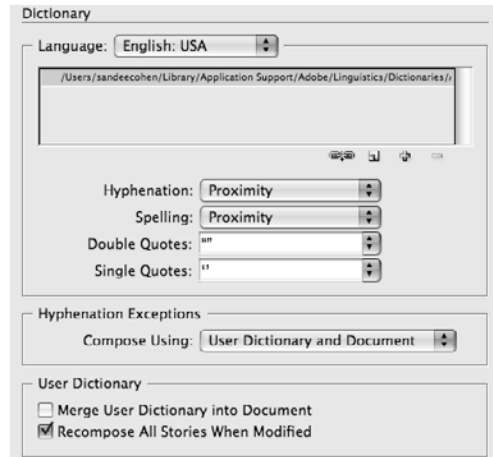 Dictionary
Language: English: USA
/Users/sandeecohen/Library/Application Support/Adobe/Linguistics/Dictionaries/
Hyphenation: Proximity
Spelling: Proximity
Double Quotes: “”
Single Quotes: ‘’
Hyphenation Exceptions
Compose Using: User Dictionary and Document
User Dictionary
Merge User Dictionary into Document
Recompose All Stories When Modified